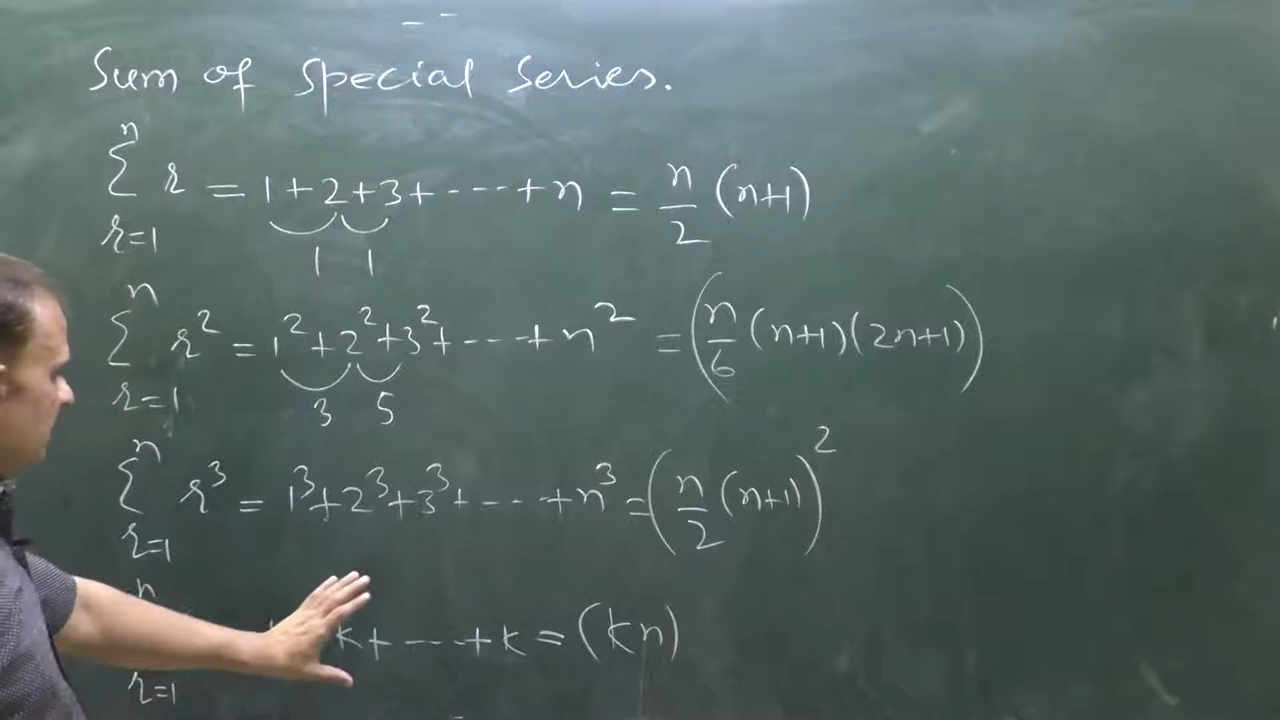 Sum of special series.
n
∑ r = 1 + 2 + 3 + ---- + n = n/2 (n+1)
r=1
1 1
n
∑ r² = 1² + 2² + 3² + --- + n² = (n/6 (n+1)(2n+1))
r=1
3 5
n
∑ r³ = 1³ + 2³ + 3³ + ---- + n³ = (n/2 (n+1))²
r=1
n
k + --- + k = (kn)
r=1